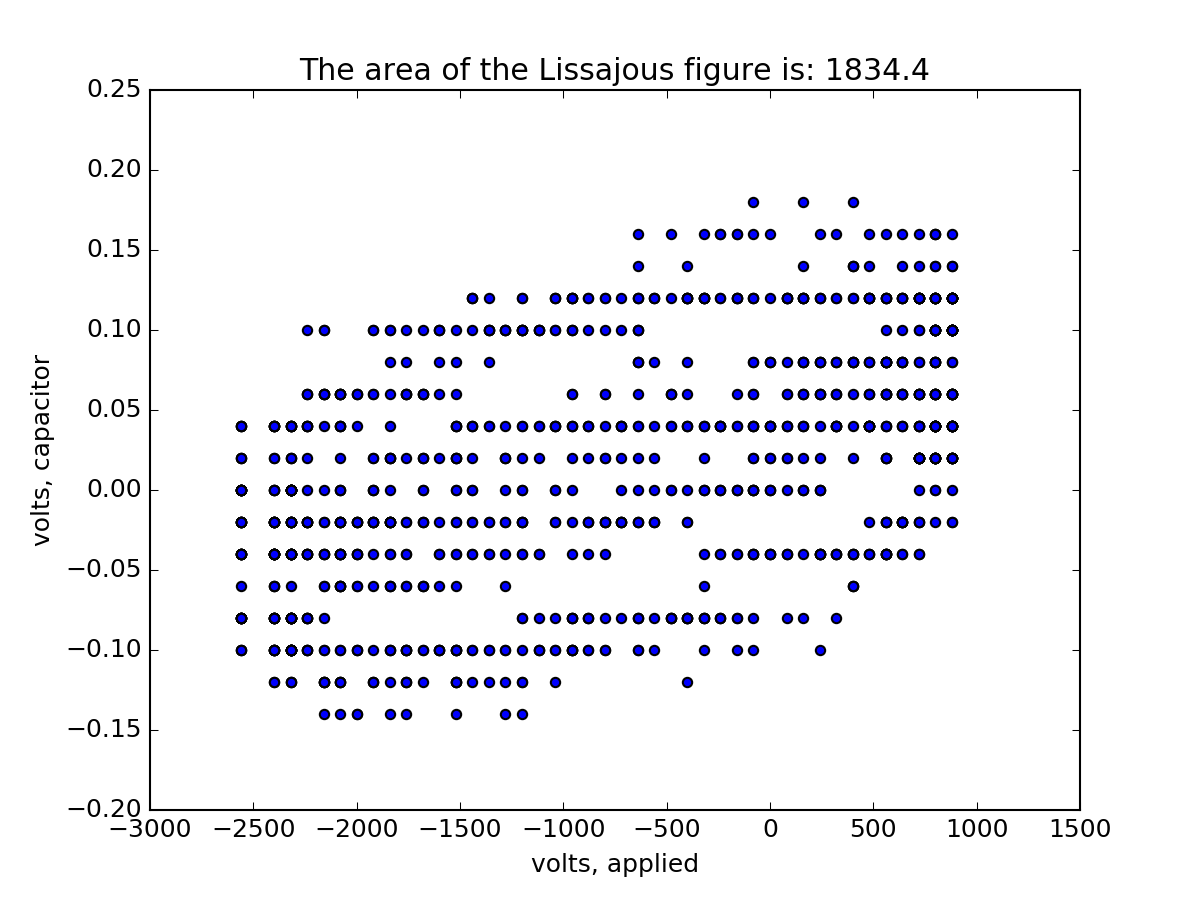 The area of the Lissajous figure is: 1834.4
0.25
0.20
0.15
0.10
0.05
0.00
−0.05
−0.10
−0.15
−0.20
volts, capacitor
−3000 −2500 −2000 −1500 −1000 −500 0 500 1000 1500
volts, applied